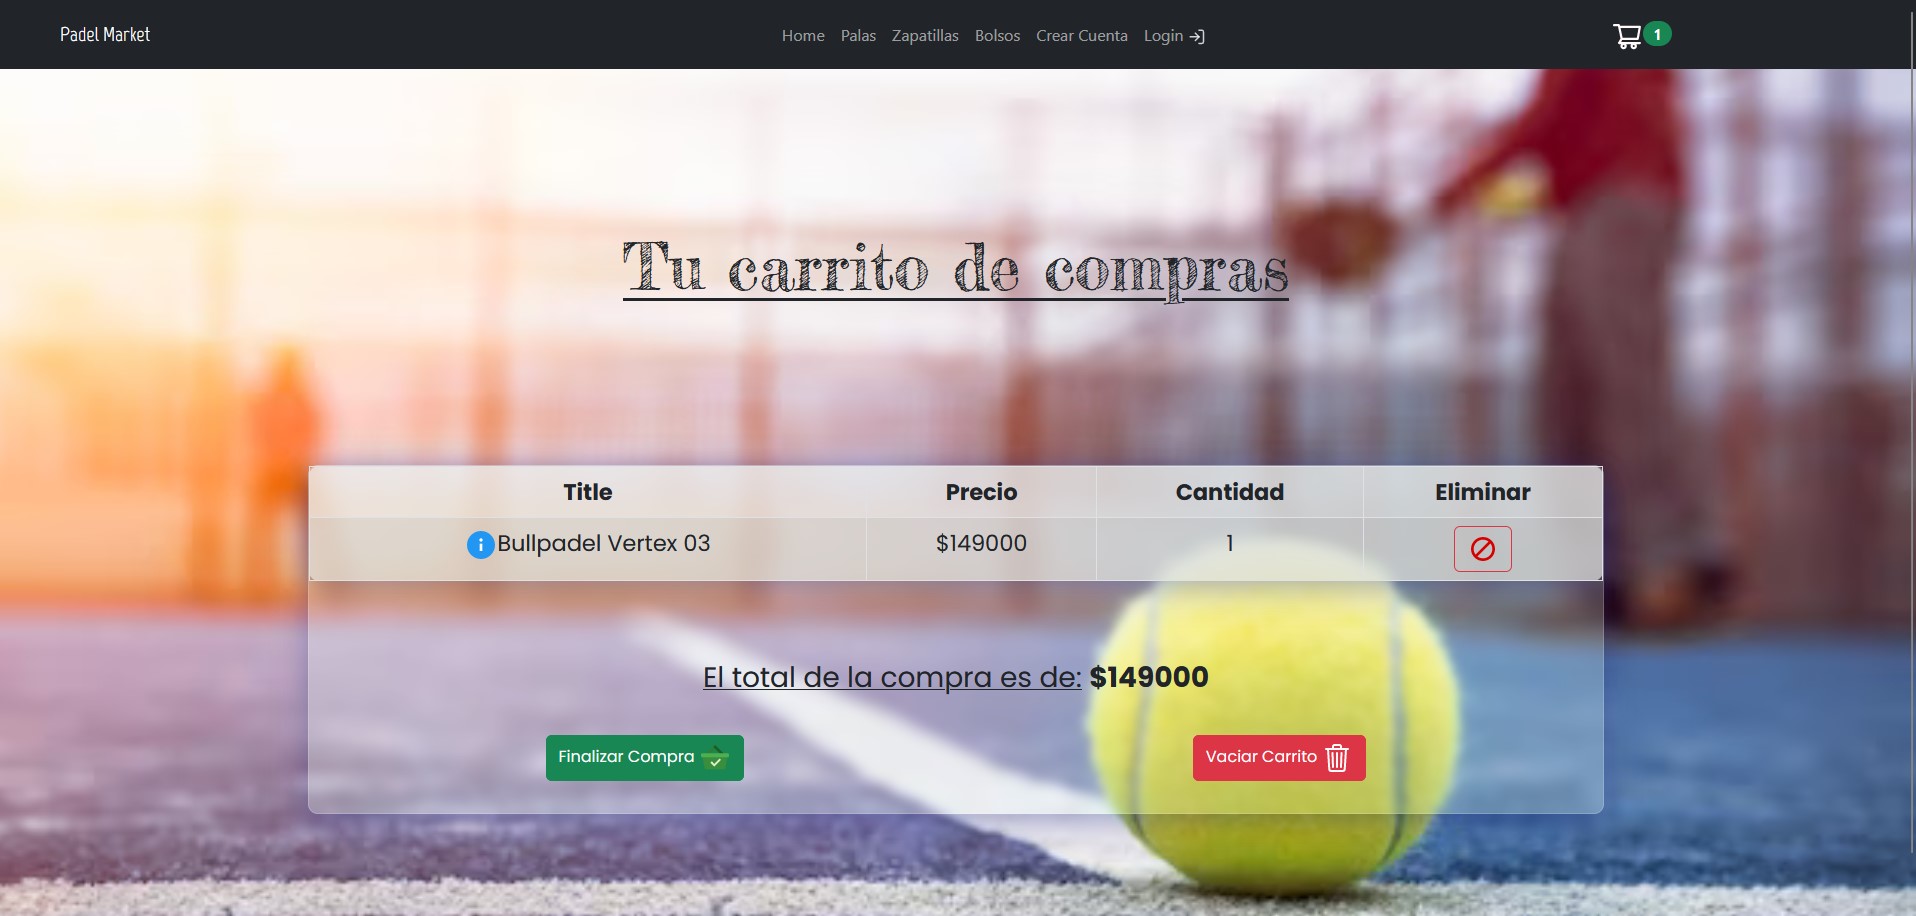 Padel Market
Home Palas Zapatillas Bolsos Crear Cuenta Login
1
Tu carrito de compras
Title Precio Cantidad Eliminar
Bullpadel Vertex 03 $149000 1
El total de la compra es de: $149000
Finalizar Compra Vaciar Carrito